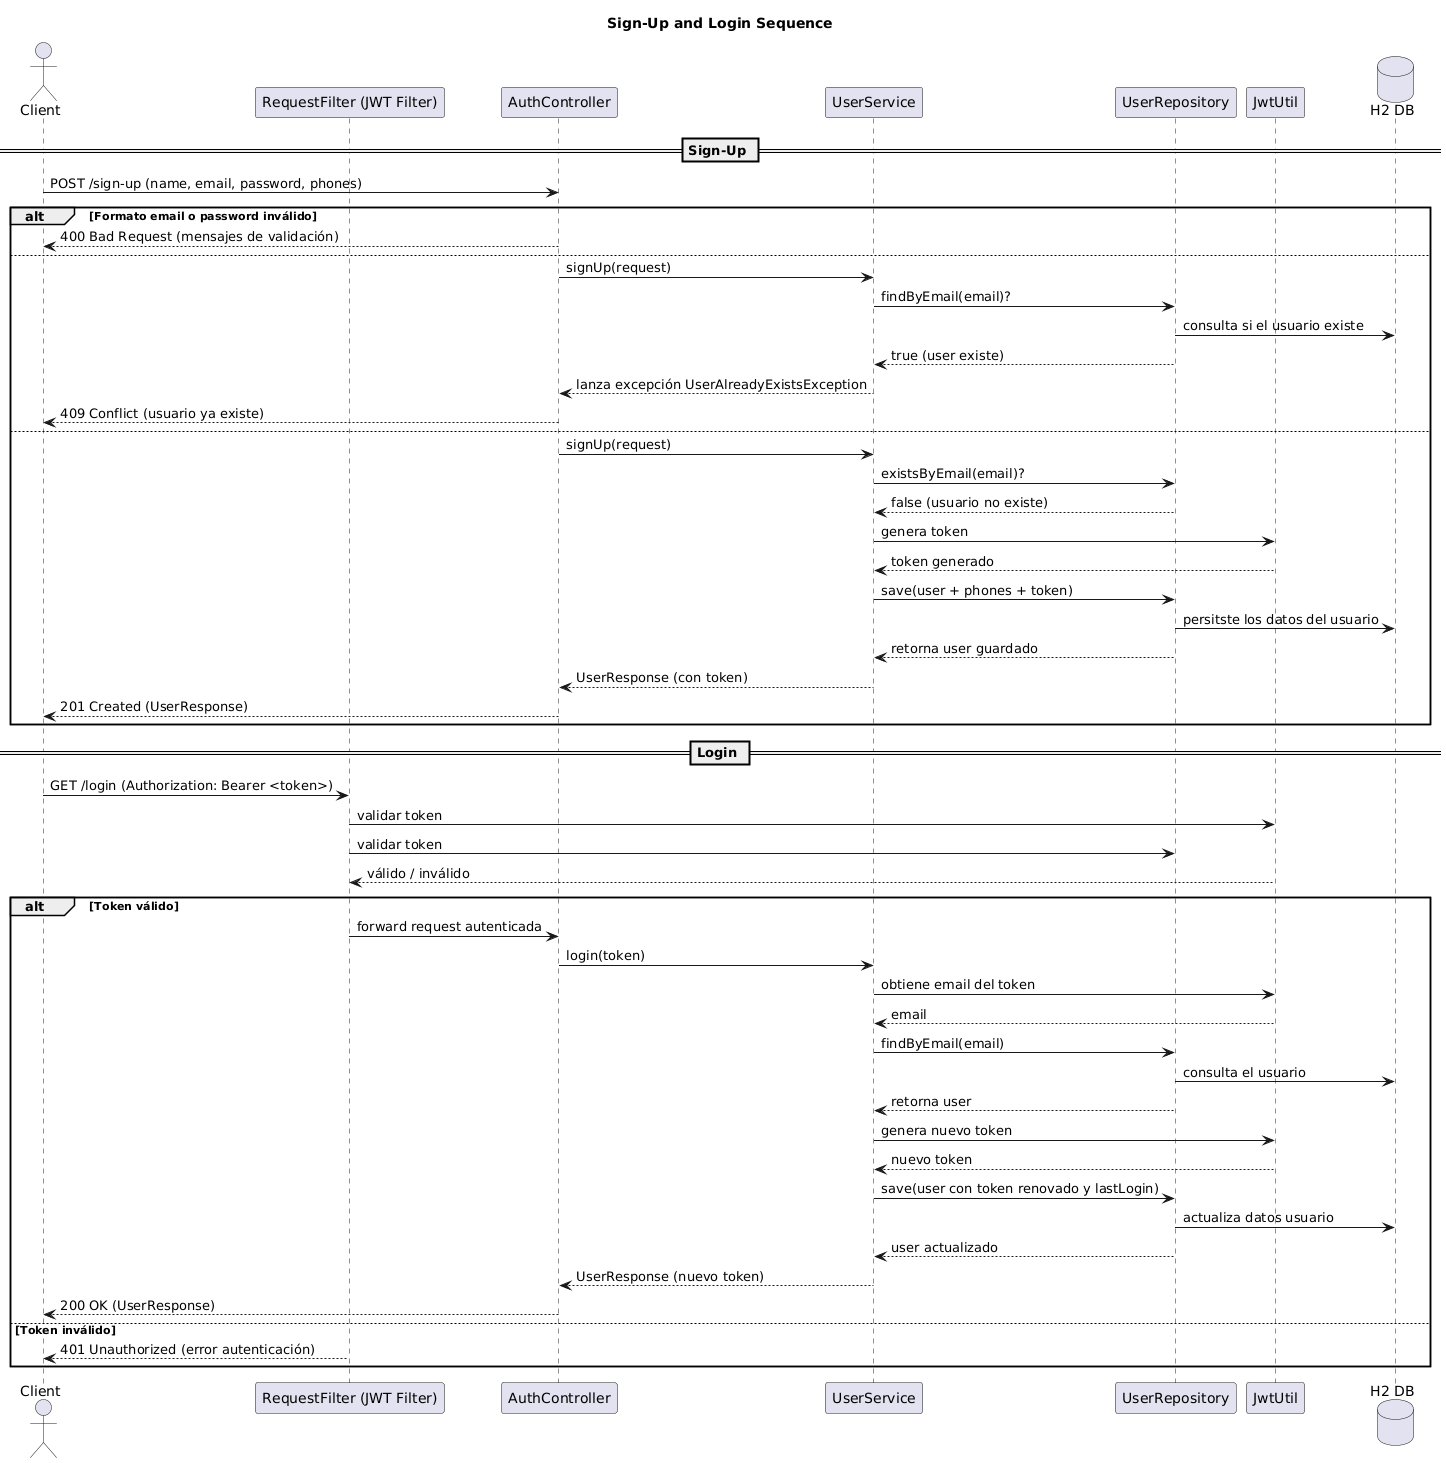 Sign-Up and Login Sequence
Client
RequestFilter (JWT Filter)
AuthController
UserService
UserRepository
JwtUtil
H2 DB
Sign-Up
POST /sign-up (name, email, password, phones)
alt [Formato email o password inválido]
400 Bad Request (mensajes de validación)
signUp(request)
findByEmail(email)?
consulta si el usuario existe
true (user existe)
lanza excepción UserAlreadyExistsException
409 Conflict (usuario ya existe)
signUp(request)
existsByEmail(email)?
false (usuario no existe)
genera token
token generado
save(user + phones + token)
persitste los datos del usuario
retorna user guardado
UserResponse (con token)
201 Created (UserResponse)
Login
GET /login (Authorization: Bearer <token>)
validar token
validar token
válido / inválido
alt [Token válido]
forward request autenticada
login(token)
obtiene email del token
email
findByEmail(email)
consulta el usuario
retorna user
genera nuevo token
nuevo token
save(user con token renovado y lastLogin)
actualiza datos usuario
user actualizado
UserResponse (nuevo token)
200 OK (UserResponse)
[Token inválido]
401 Unauthorized (error autenticación)
Client
RequestFilter (JWT Filter)
AuthController
UserService
UserRepository
JwtUtil
H2 DB